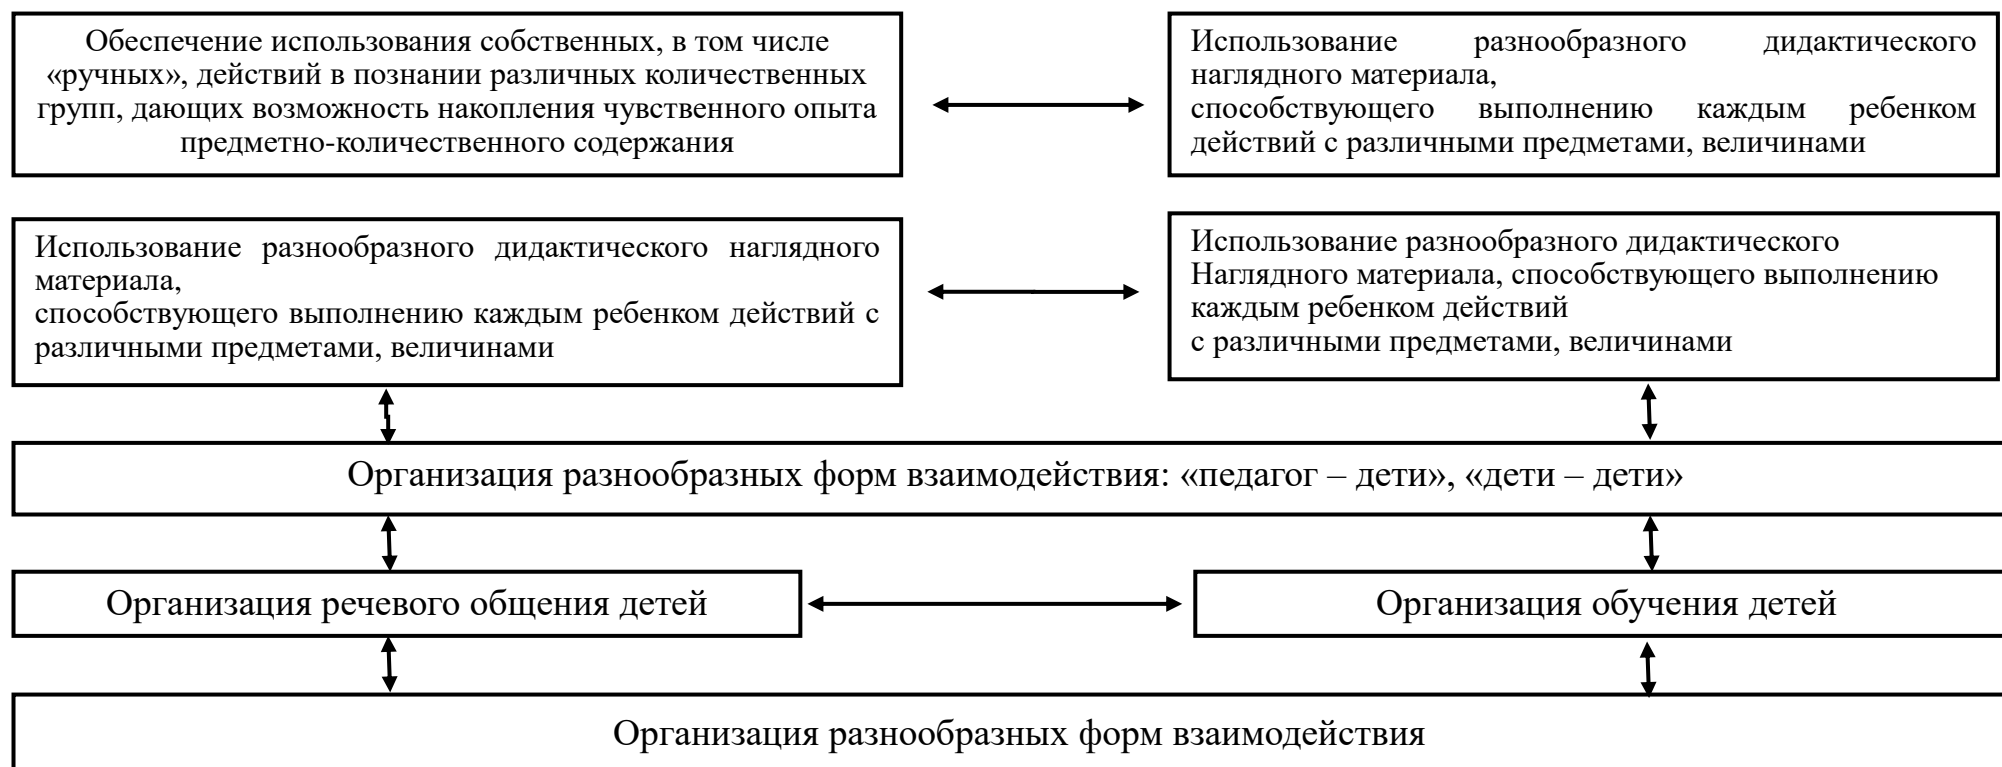 Обеспечение использования собственных, в том числе
«ручных», действий в познании различных количественных
групп, дающих возможность накопления чувственного опыта
предметно-количественного содержания
Использование разнообразного дидактического
наглядного материала,
способствующего выполнению каждым ребенком
действий с различными предметами, величинами
Использование разнообразного дидактического наглядного
материала,
способствующего выполнению каждым ребенком действий с
различными предметами, величинами
Использование разнообразного дидактического
Наглядного материала, способствующего выполнению
каждым ребенком действий
с различными предметами, величинами
Организация разнообразных форм взаимодействия: «педагог – дети», «дети – дети»
Организация речевого общения детей
Организация обучения детей
Организация разнообразных форм взаимодействия